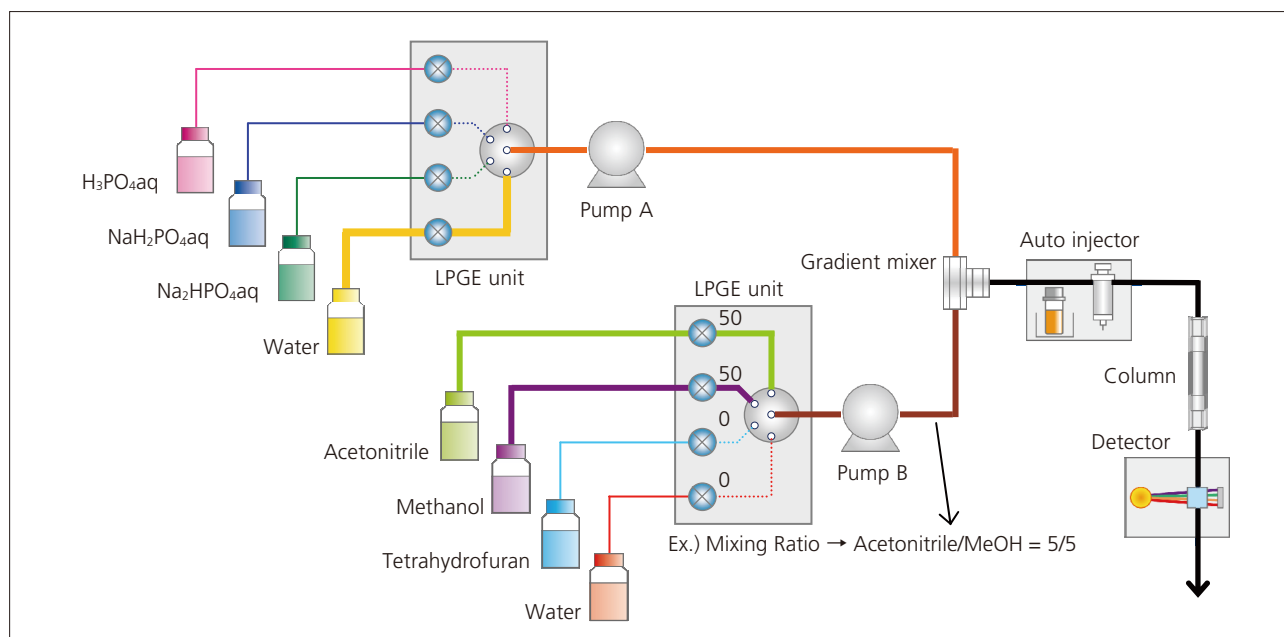 H₃PO₄aq
NaH₂PO₄aq
Na₂HPO₄aq
Water
LPGE unit
Pump A
Gradient mixer
Auto injector
LPGE unit
50
50
0
0
Acetonitrile
Methanol
Tetrahydrofuran
Water
Pump B
Column
Detector
Ex.) Mixing Ratio → Acetonitrile/MeOH = 5/5